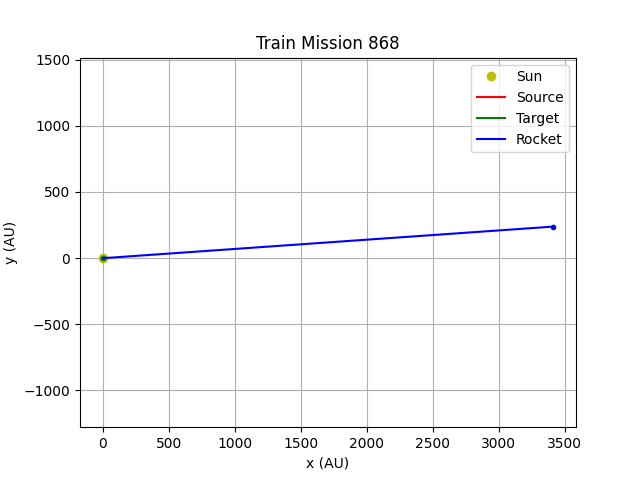 Train Mission 868
1500
1000
500
0
−500
−1000
y (AU)
Sun
Source
Target
Rocket
0 500 1000 1500 2000 2500 3000 3500
x (AU)